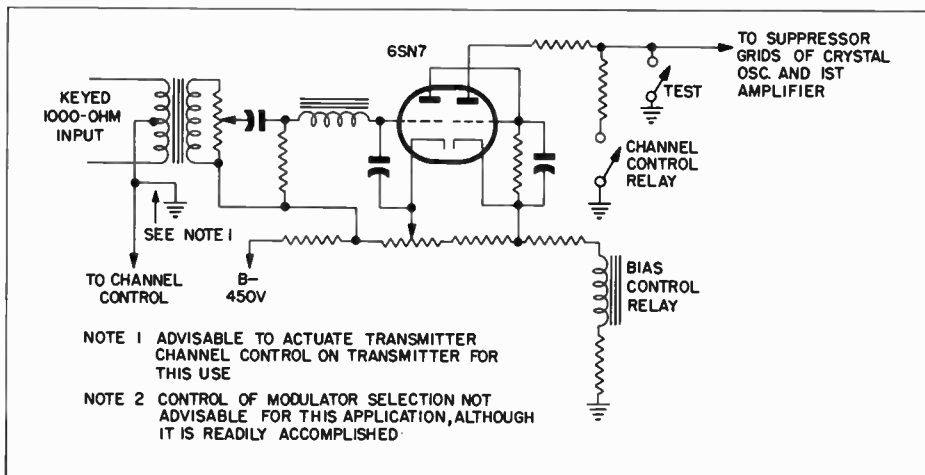 6SN7
TO SUPPRESSOR
GRIDS OF CRYSTAL
OSC. AND IST
AMPLIFIER
KEYED
1000-OHM
INPUT
TEST
CHANNEL
CONTROL
RELAY
SEE NOTE 1
TO CHANNEL
CONTROL
B-
450V
BIAS
CONTROL
RELAY
NOTE 1 ADVISABLE TO ACTUATE TRANSMITTER
CHANNEL CONTROL ON TRANSMITTER FOR
THIS USE
NOTE 2 CONTROL OF MODULATOR SELECTION NOT
ADVISABLE FOR THIS APPLICATION, ALTHOUGH
IT IS READILY ACCOMPLISHED.